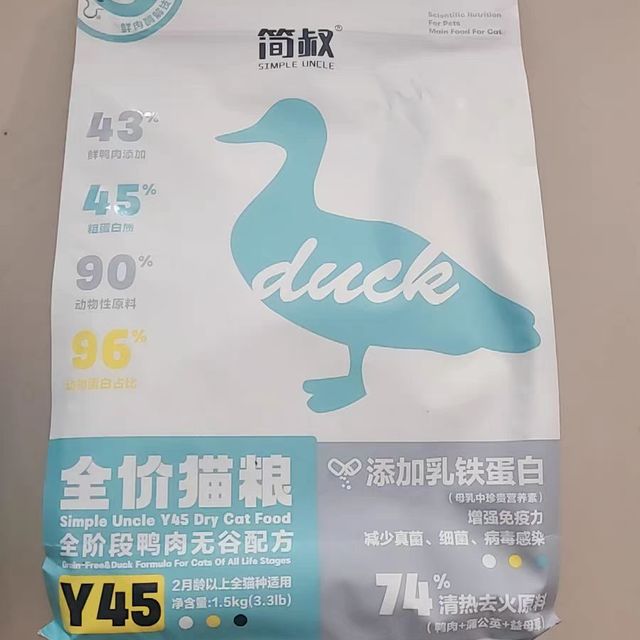 简叔®
SIMPLE UNCLE
Scientific Nutrition
For Pets
Main Food For Cat
43%
鲜鸭肉添加
45%
粗蛋白质
90%
动物性原料
96%
动物蛋白占比
duck
全价猫粮
Simple Uncle Y45 Dry Cat Food
全阶段鸭肉无谷配方
Grain-Free&Duck Formula For Cats Of All Life Stages
Y45
2月龄以上全猫种适用
净含量:1.5kg(3.3lb)
添加乳铁蛋白
(母乳中珍贵营养素)
增强免疫力
减少真菌、细菌、病毒感染
74%
清热去火原料
(鸭肉+蒲公英+益母草)